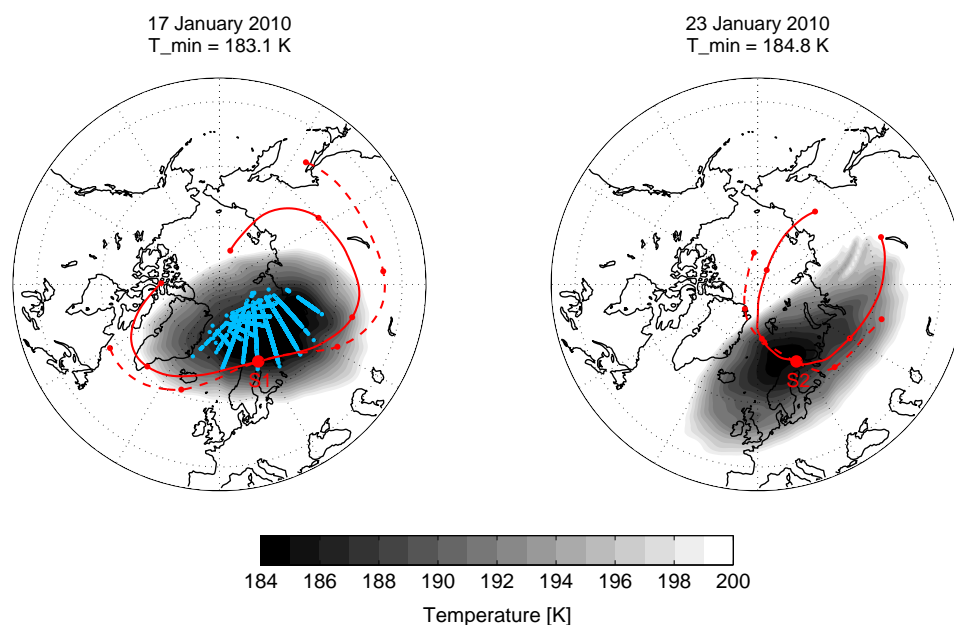 17 January 2010
T_min = 183.1 K
23 January 2010
T_min = 184.8 K
S1
S2
184 186 188 190 192 194 196 198 200
Temperature [K]